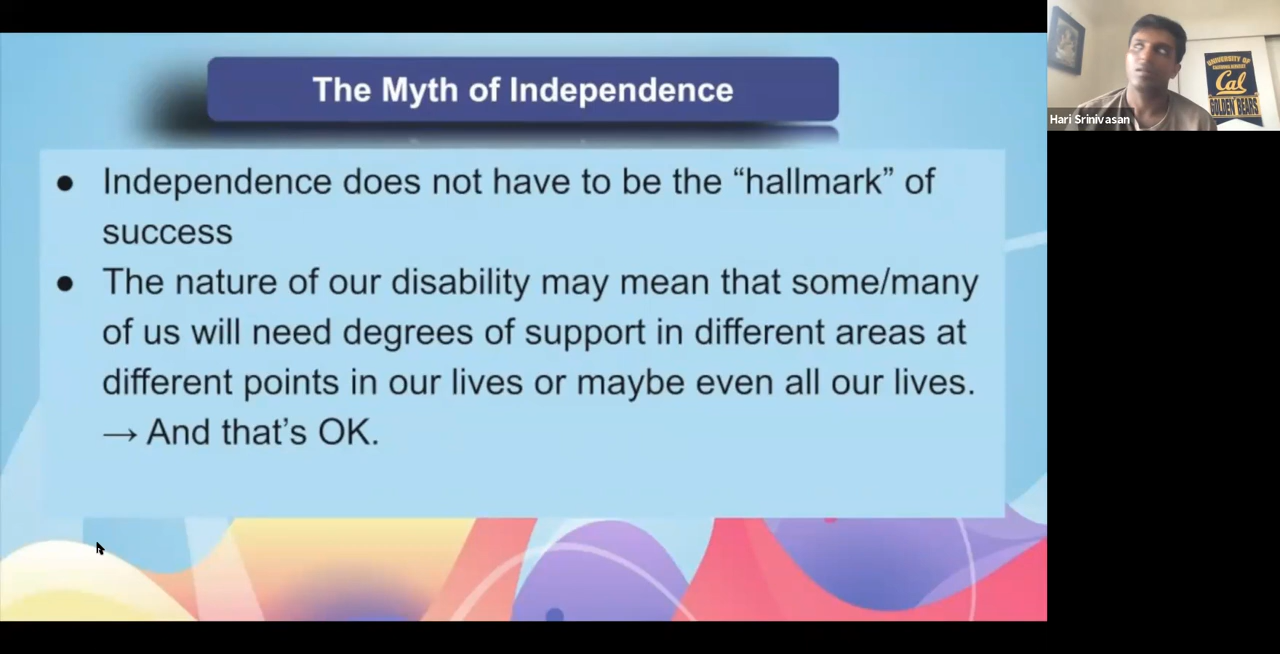 The Myth of Independence
● Independence does not have to be the “hallmark” of
success
● The nature of our disability may mean that some/many
of us will need degrees of support in different areas at
different points in our lives or maybe even all our lives.
→ And that’s OK.
UNIVERSITY OF
Cal
GOLDEN BEARS
Hari Srinivasan